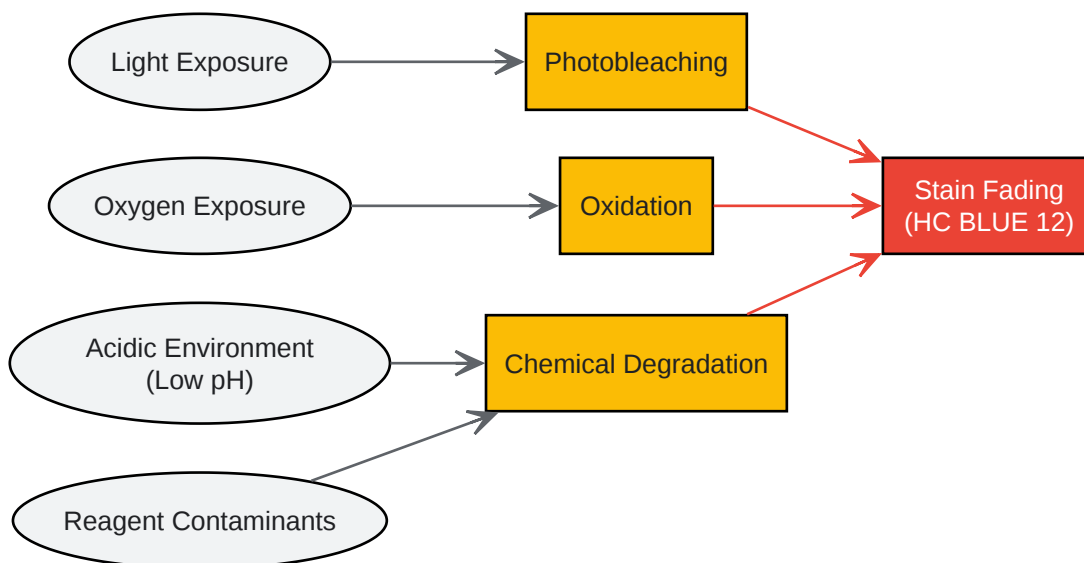 Light Exposure
Photobleaching
Oxygen Exposure
Oxidation
Stain Fading
(HC BLUE 12)
Acidic Environment
(Low pH)
Chemical Degradation
Reagent Contaminants